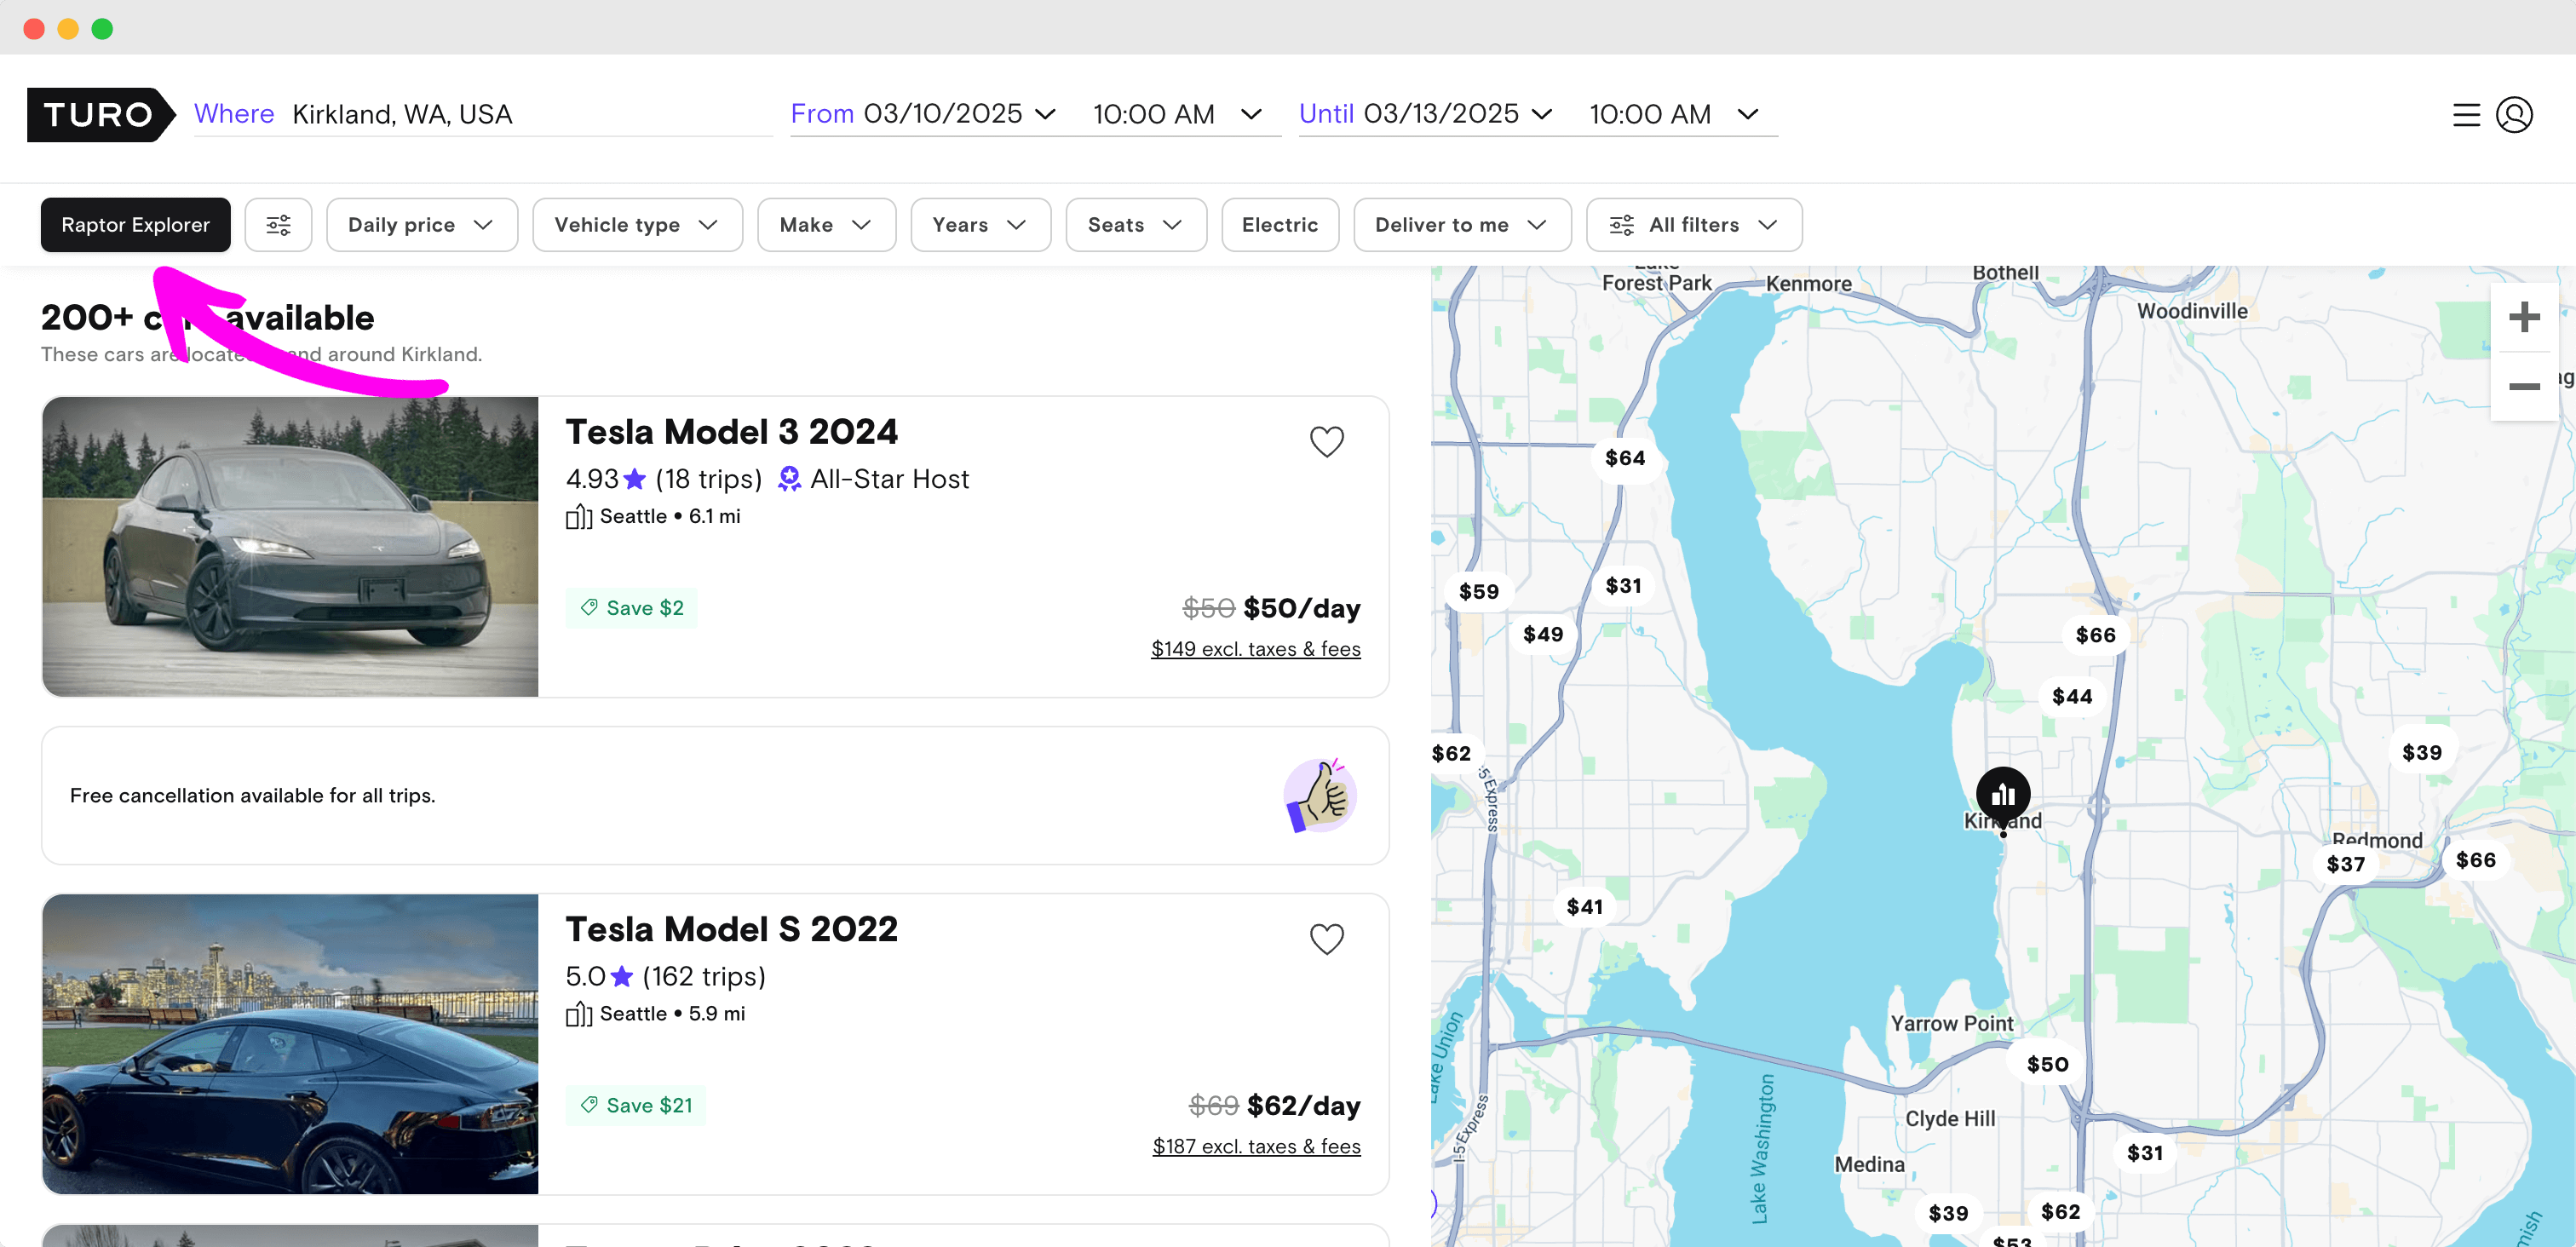 TURO
Where Kirkland, WA, USA
From 03/10/2025 10:00 AM
Until 03/13/2025 10:00 AM
Raptor Explorer
Daily price
Vehicle type
Make
Years
Seats
Electric
Deliver to me
All filters
200+ available
These cars are and around Kirkland.
Tesla Model 3 2024
4.93 (18 trips) All-Star Host
Seattle • 6.1 mi
Save $2
$50 $50/day
$149 excl. taxes & fees
Free cancellation available for all trips.
Tesla Model S 2022
5.0 (162 trips)
Seattle • 5.9 mi
Save $21
$69 $62/day
$187 excl. taxes & fees
Forest Park
Kenmore
Bothell
Woodinville
$64
$59
$31
$49
$66
$44
$62
$39
I-5 Express
Kirkland
Redmond
$37
$66
$41
Yarrow Point
Lake Union
$50
I-5 Express
Clyde Hill
Lake Washington
$31
Medina
$39
$62
$53